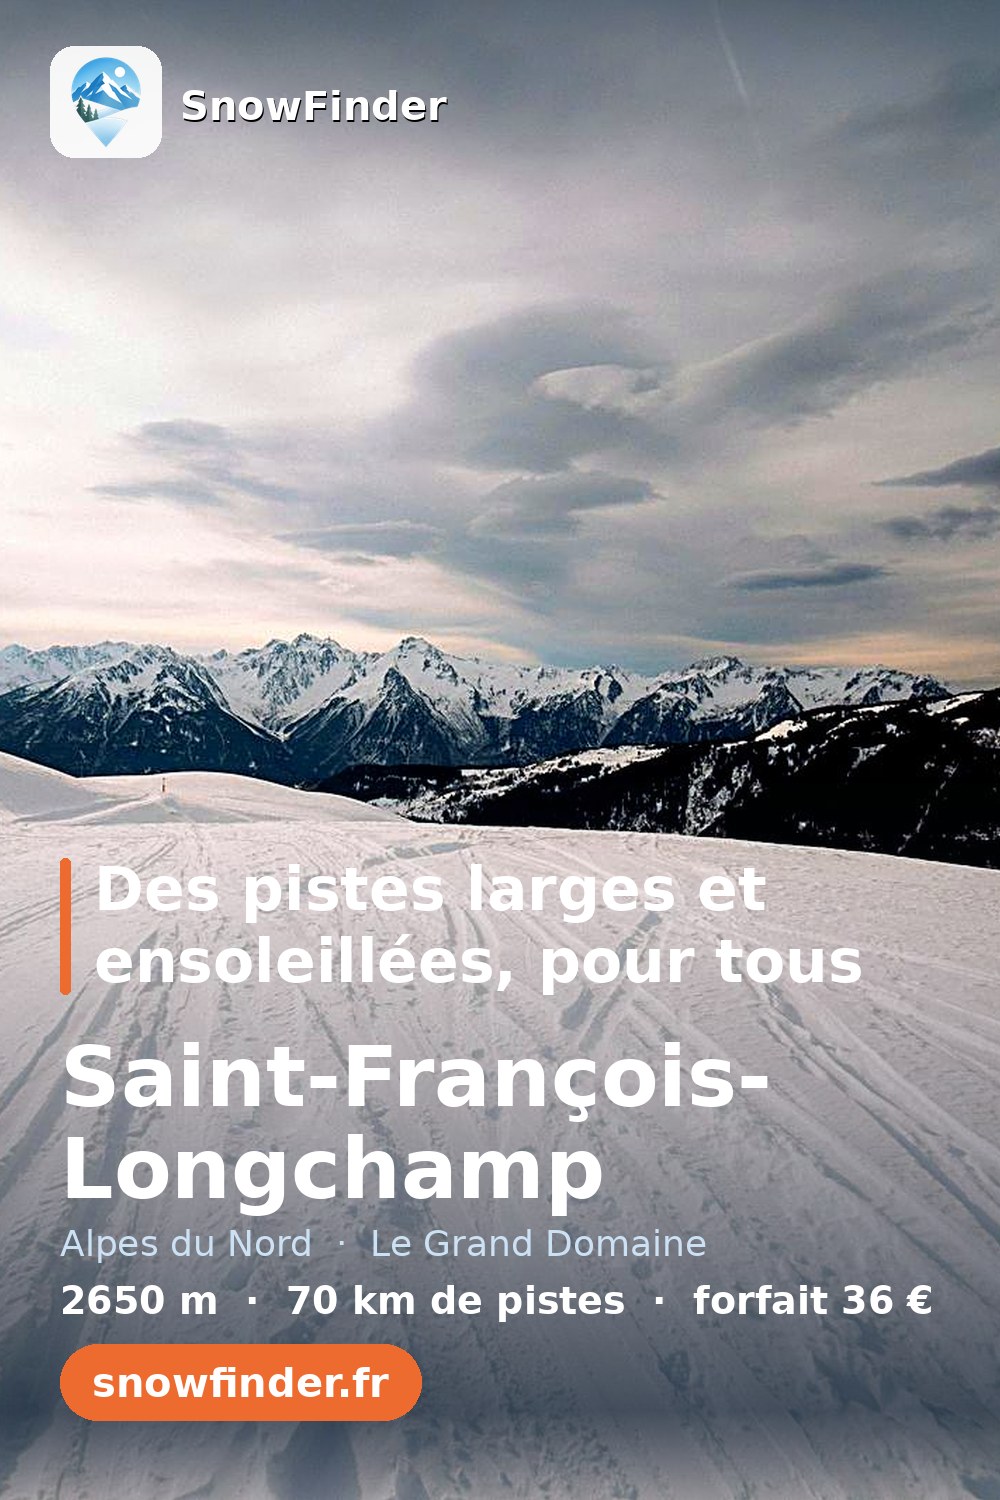 SnowFinder
Des pistes larges et
ensoleillées, pour tous
Saint-François-
Longchamp
Alpes du Nord · Le Grand Domaine
2650 m · 70 km de pistes · forfait 36 €
snowfinder.fr